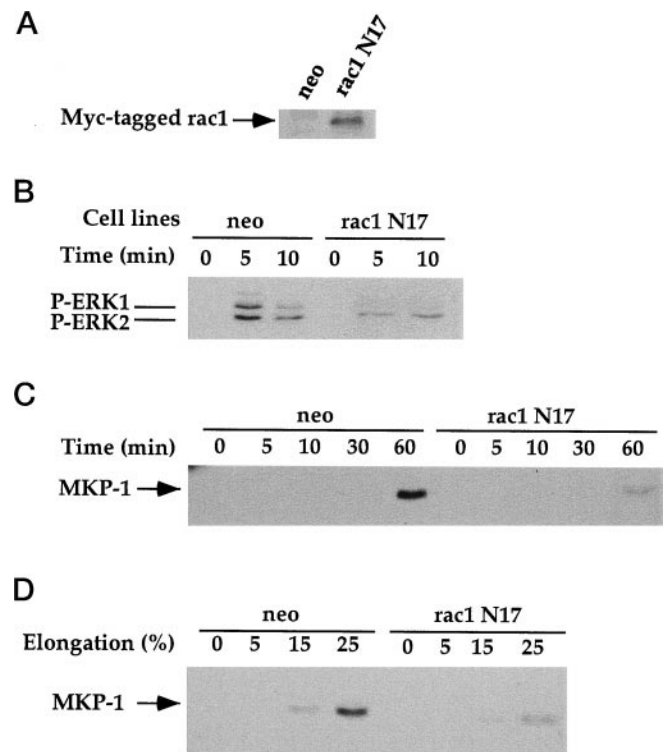 A
neo
rac1 N17
Myc-tagged rac1
B
Cell lines neo rac1 N17
Time (min) 0 5 10 0 5 10
P-ERK1
P-ERK2
C
neo rac1 N17
Time (min) 0 5 10 30 60 0 5 10 30 60
MKP-1
D
neo rac1 N17
Elongation (%) 0 5 15 25 0 5 15 25
MKP-1